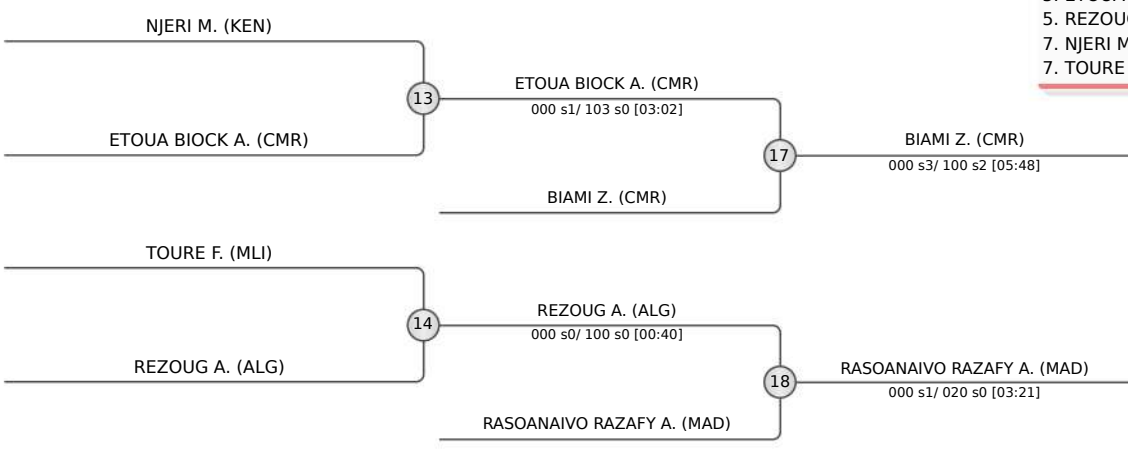 5. REZOUG
7. NJERI M
7. TOURE
NJERI M. (KEN)
13
ETOUA BIOCK A. (CMR)
000 s1/ 103 s0 [03:02]
ETOUA BIOCK A. (CMR)
17
BIAMI Z. (CMR)
000 s3/ 100 s2 [05:48]
BIAMI Z. (CMR)
TOURE F. (MLI)
14
REZOUG A. (ALG)
000 s0/ 100 s0 [00:40]
REZOUG A. (ALG)
18
RASOANAIVO RAZAFY A. (MAD)
000 s1/ 020 s0 [03:21]
RASOANAIVO RAZAFY A. (MAD)